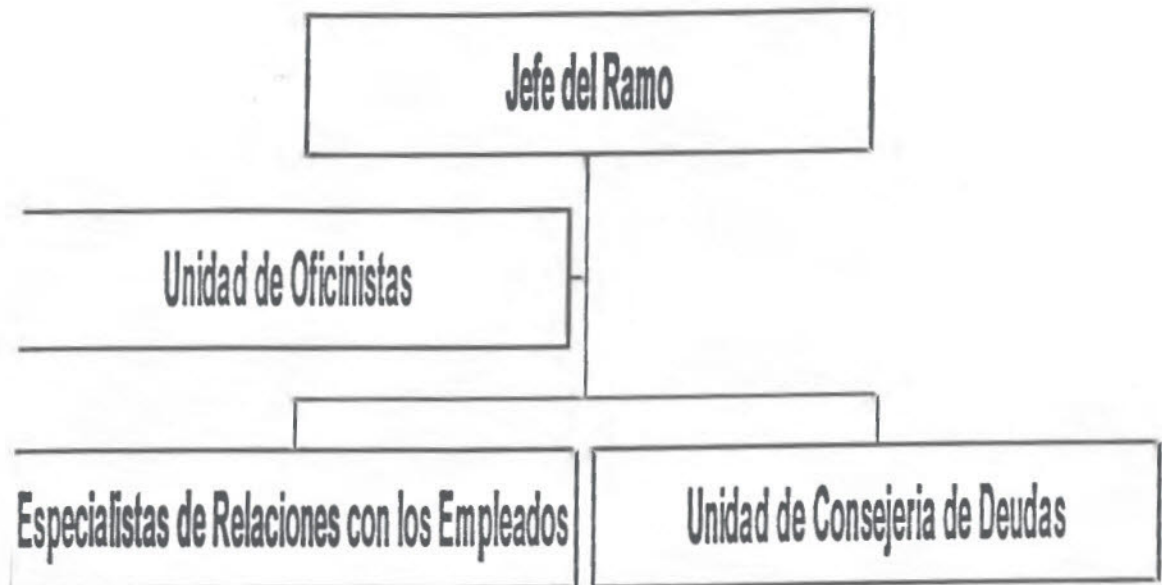 Jefe del Ramo
Unidad de Oficinistas
Especialistas de Relaciones con los Empleados
Unidad de Consejeria de Deudas